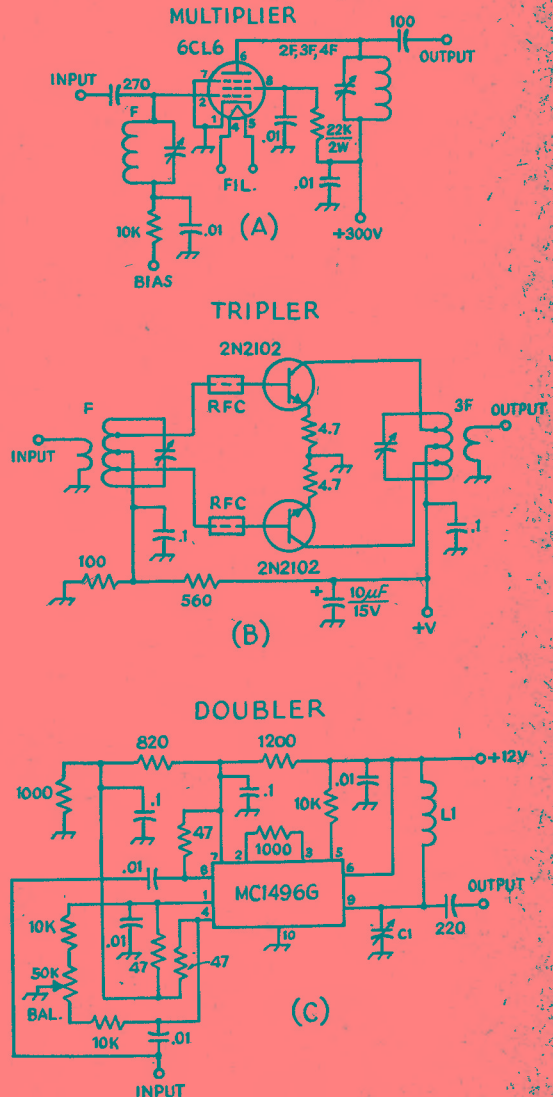 MULTIPLIER
6CL6
2F,3F,4F
100
OUTPUT
INPUT
270
6
7
8
2
F
1
4
5
.01
22K
2W
FIL.
.01
10K
.01
(A)
+300V
BIAS
TRIPLER
2N2102
F
RFC
4.7
3F
OUTPUT
INPUT
4.7
RFC
.1
.1
2N2102
100
560
+
10µF
15V
+V
(B)
DOUBLER
820
1200
+12V
1000
.1
.1
.01
10K
L1
47
1000
7
2
3
5
.01
8
6
MC1496G
1
9
OUTPUT
4
10K
.01
10
C1
220
50K
47
47
BAL.
10K
.01
(C)
INPUT